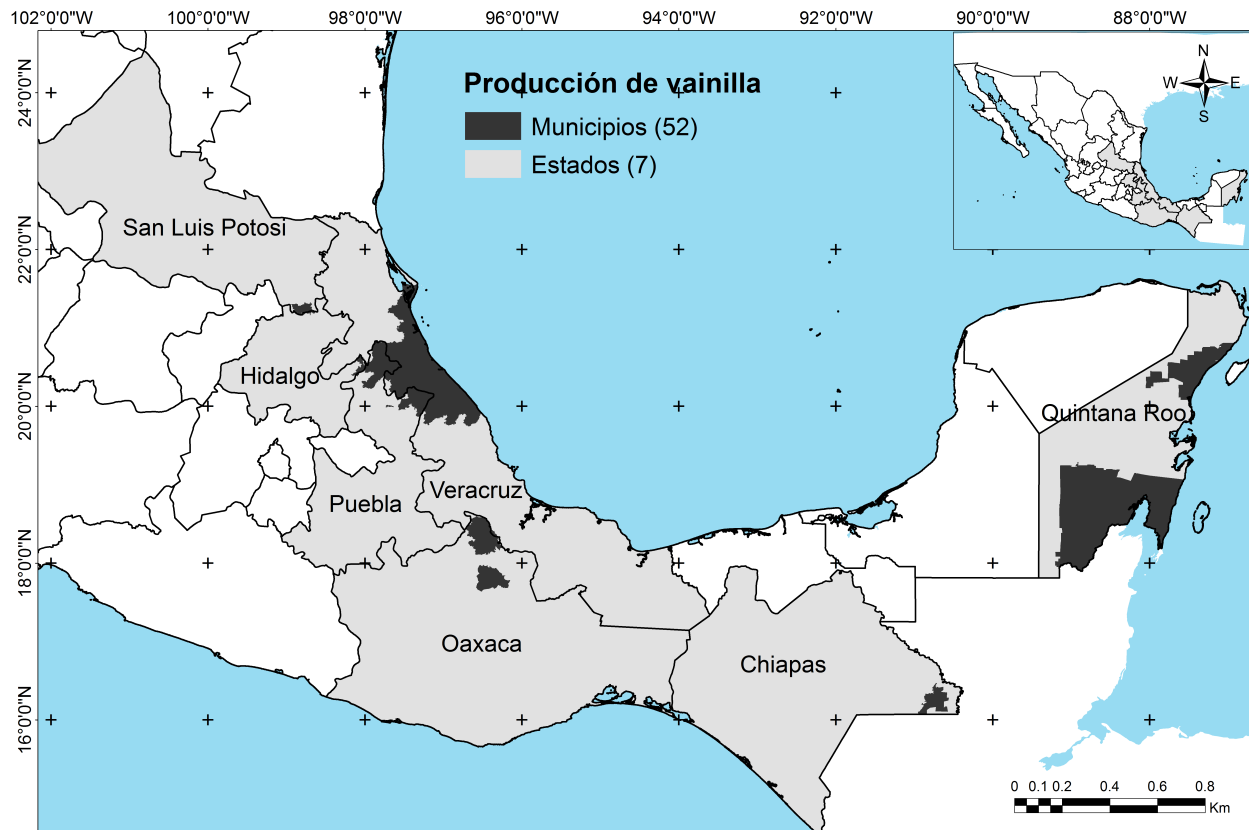 102°0'0"W 100°0'0"W 98°0'0"W 96°0'0"W 94°0'0"W 92°0'0"W 90°0'0"W 88°0'0"W
24°0'0"N
22°0'0"N
20°0'0"N
18°0'0"N
16°0'0"N
Producción de vainilla
Municipios (52)
Estados (7)
N
W E
S
San Luis Potosi
Hidalgo
Quintana Roo
Puebla
Veracruz
Oaxaca
Chiapas
0 0.1 0.2 0.4 0.6 0.8
Km